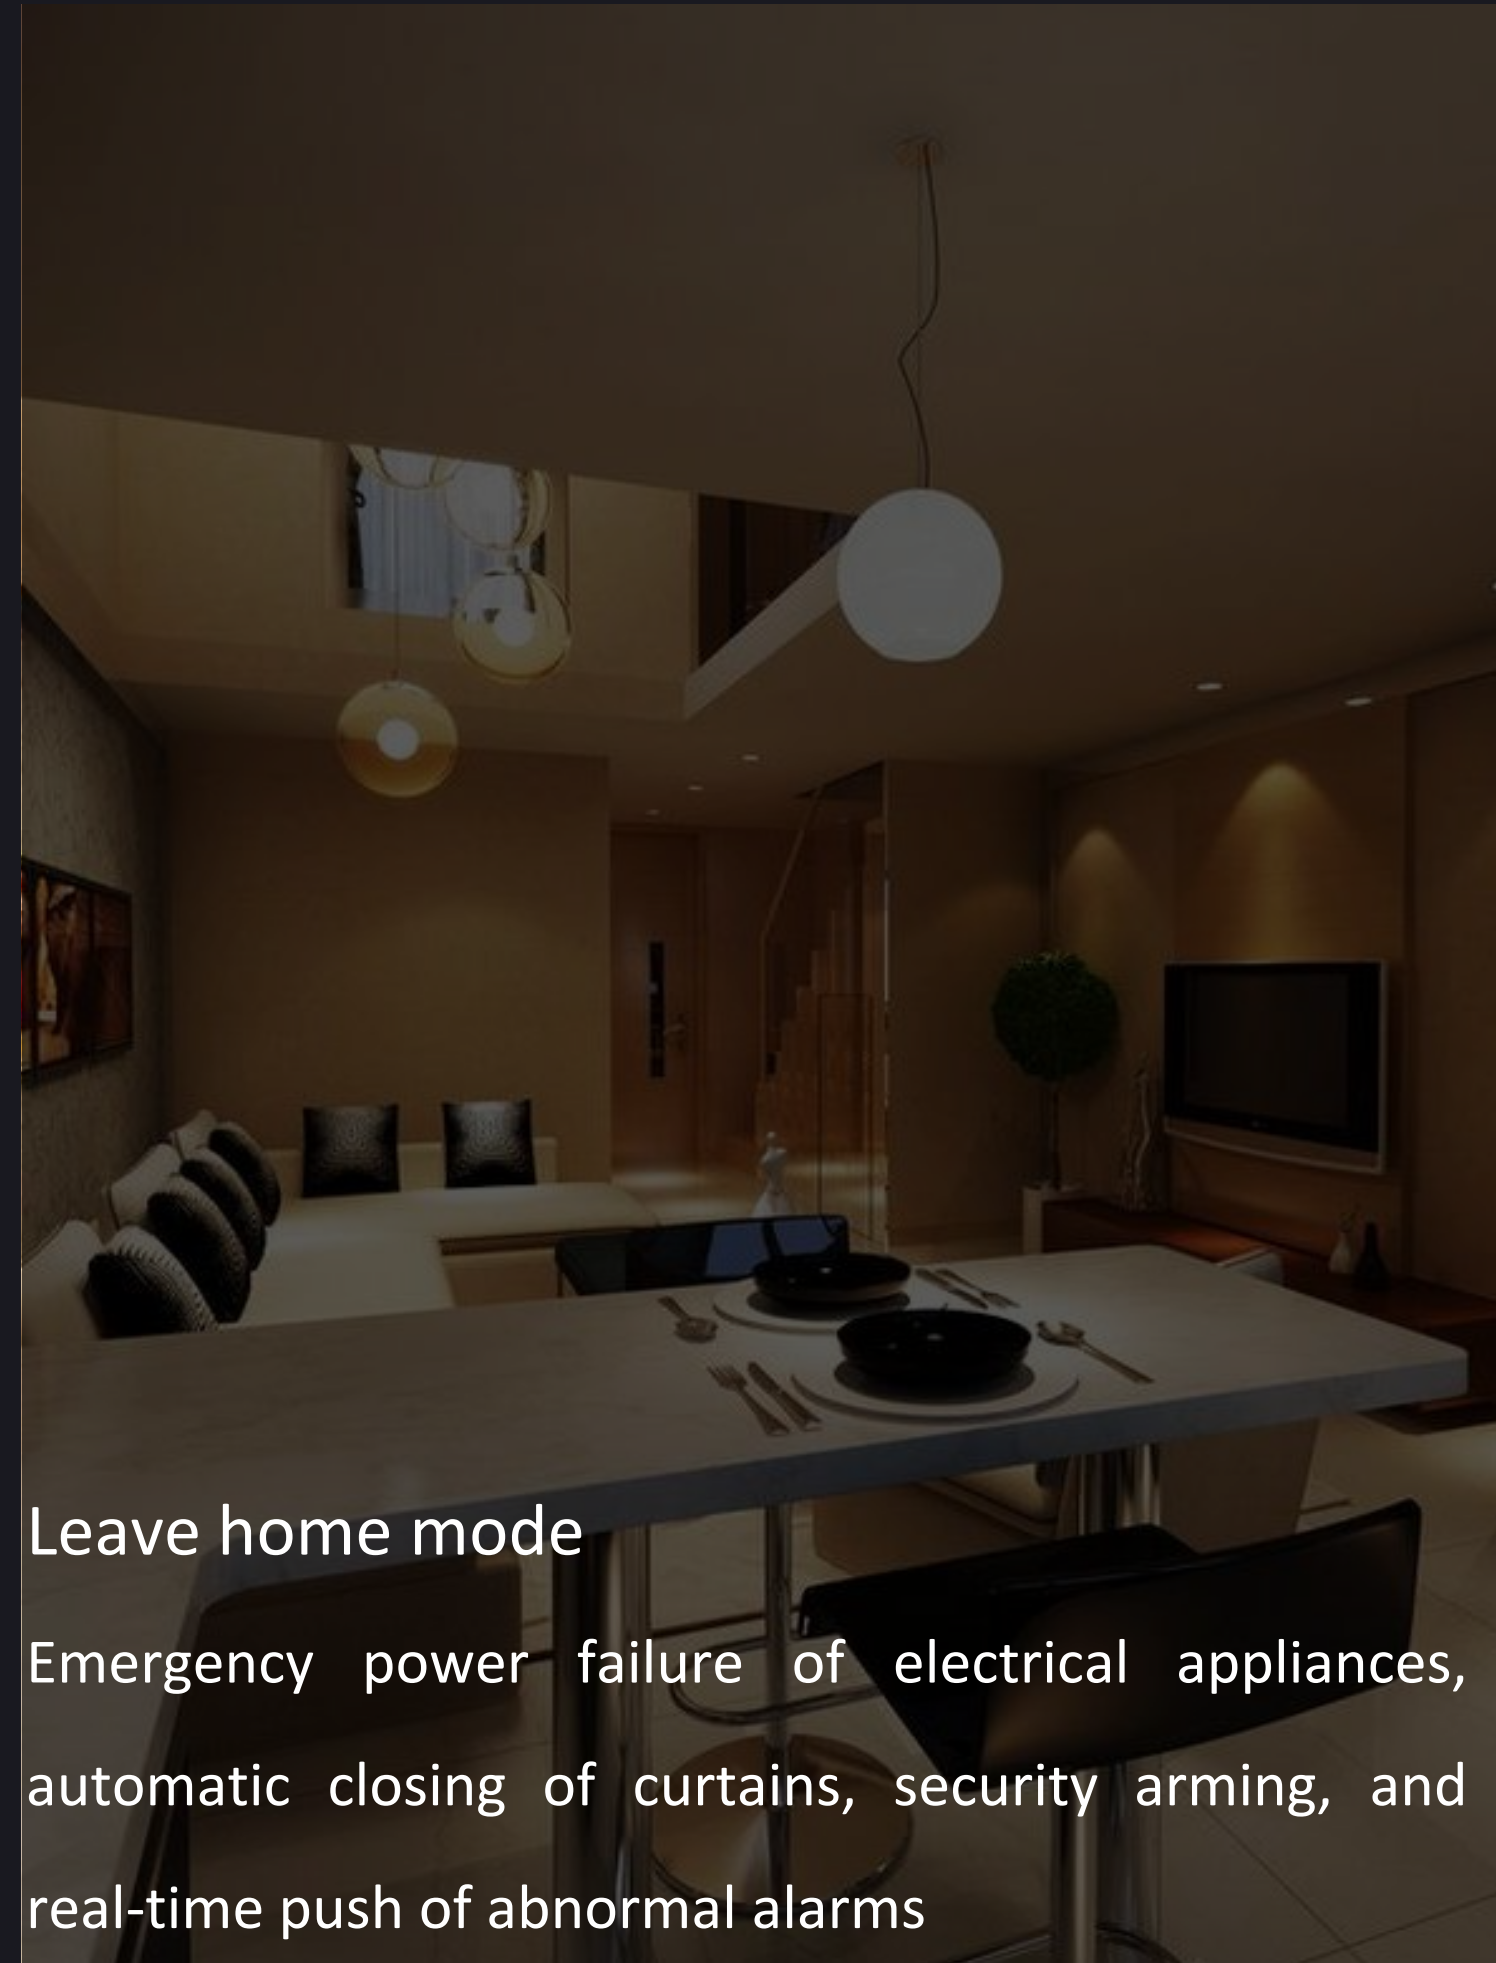 Leave home mode
Emergency power failure of electrical appliances,
automatic closing of curtains, security arming, and
real-time push of abnormal alarms